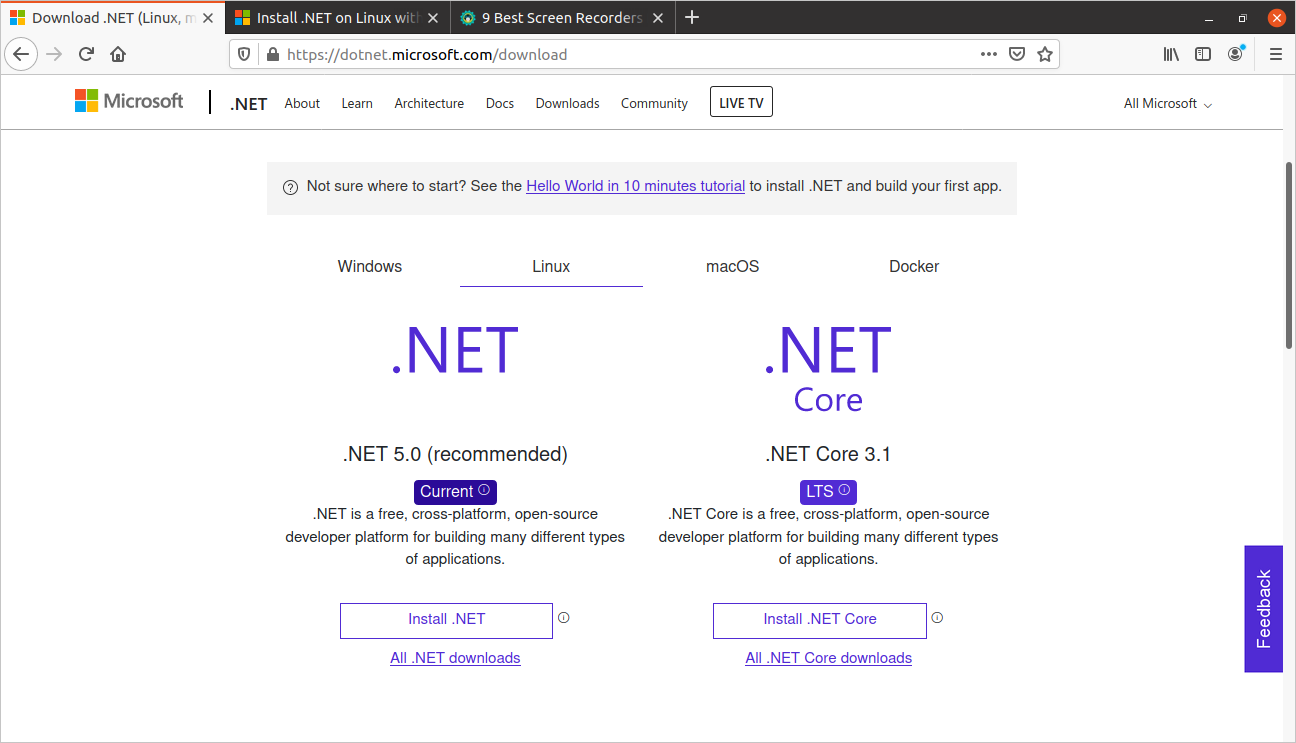 Download .NET (Linux, m
Install .NET on Linux with
9 Best Screen Recorders
https://dotnet.microsoft.com/download
Microsoft
.NET
About
Learn
Architecture
Docs
Downloads
Community
LIVE TV
All Microsoft
Not sure where to start? See the Hello World in 10 minutes tutorial to install .NET and build your first app.
Windows
Linux
macOS
Docker
.NET
.NET 5.0 (recommended)
Current
.NET is a free, cross-platform, open-source
developer platform for building many different types
of applications.
Install .NET
All .NET downloads
.NET
Core
.NET Core 3.1
LTS
.NET Core is a free, cross-platform, open-source
developer platform for building many different types
of applications.
Install .NET Core
All .NET Core downloads
Feedback